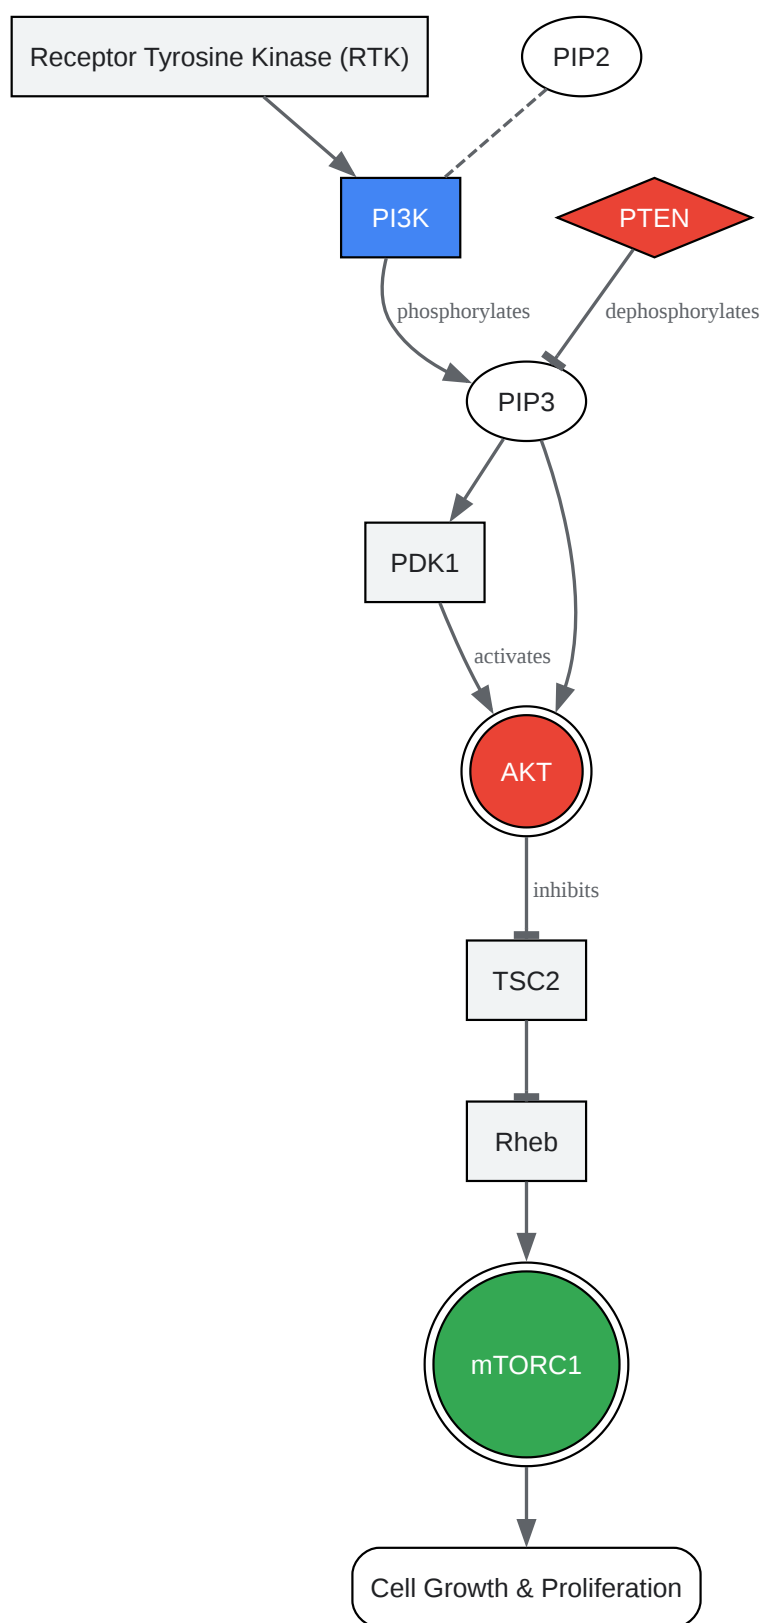 Receptor Tyrosine Kinase (RTK)
PIP2
PI3K
PTEN
phosphorylates
dephosphorylates
PIP3
PDK1
activates
AKT
inhibits
TSC2
Rheb
mTORC1
Cell Growth & Proliferation